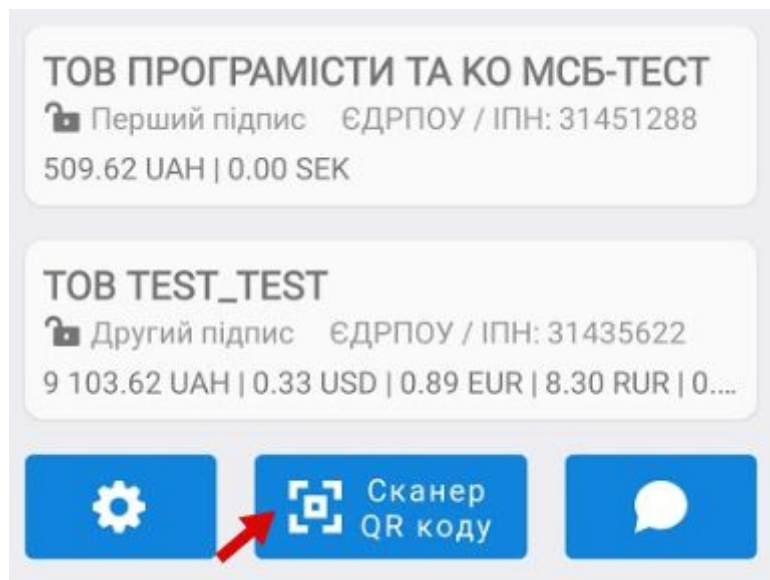 ТОВ ПРОГРАМІСТИ ТА КО МСБ-ТЕСТ
Перший підпис ЄДРПОУ / ІПН: 31451288
509.62 UAH | 0.00 SEK
ТОВ TEST_TEST
Другий підпис ЄДРПОУ / ІПН: 31435622
9 103.62 UAH | 0.33 USD | 0.89 EUR | 8.30 RUR | 0....
Сканер
QR коду